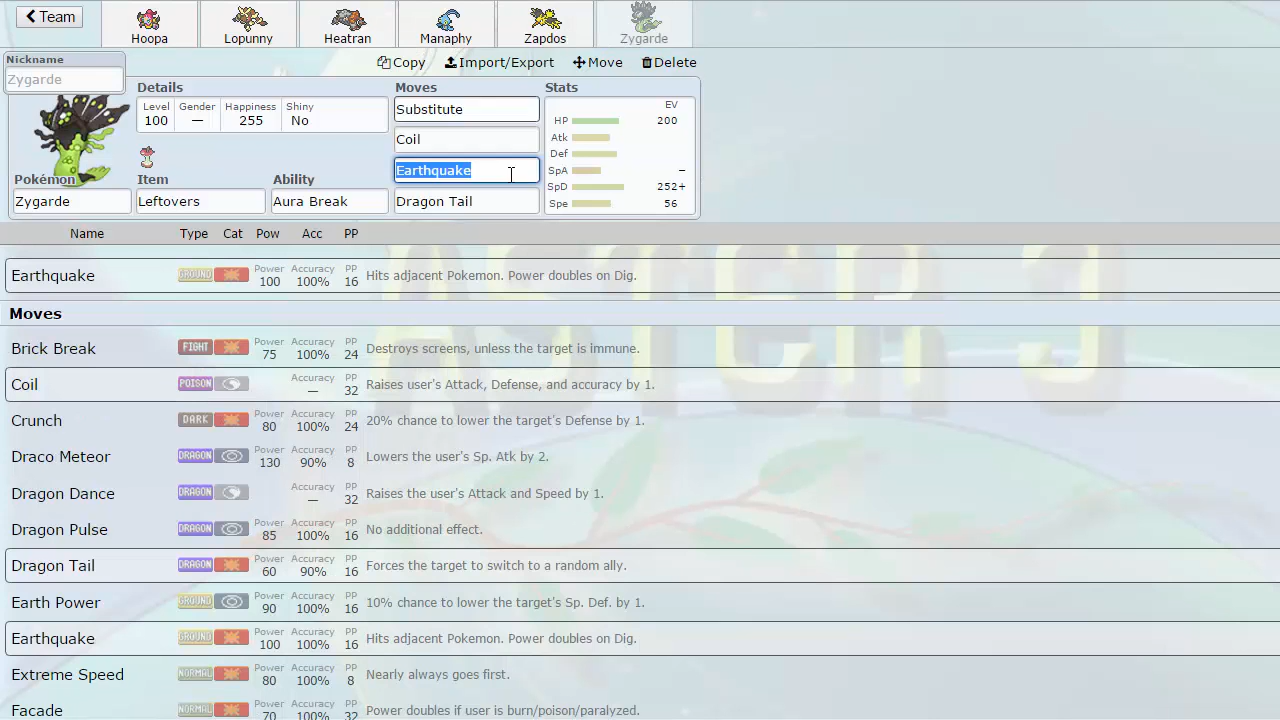 Team
Hoopa
Lopunny
Heatran
Manaphy
Zapdos
Zygarde
Copy Import/Export Move Delete
Nickname
Zygarde
Details
Moves
Stats
Level Gender Happiness Shiny
100 — 255 No
Substitute
Coil
Earthquake
Dragon Tail
EV
HP 200
Atk
Def
SpA –
SpD 252+
Spe 56
Pokémon
Zygarde
Item
Leftovers
Ability
Aura Break
Name Type Cat Pow Acc PP
Earthquake GROUND Power 100 Accuracy 100% PP 16 Hits adjacent Pokemon. Power doubles on Dig.
Moves
Brick Break FIGHT Power 75 Accuracy 100% PP 24 Destroys screens, unless the target is immune.
Coil POISON Accuracy — PP 32 Raises user's Attack, Defense, and accuracy by 1.
Crunch DARK Power 80 Accuracy 100% PP 24 20% chance to lower the target's Defense by 1.
Draco Meteor DRAGON Power 130 Accuracy 90% PP 8 Lowers the user's Sp. Atk by 2.
Dragon Dance DRAGON Accuracy — PP 32 Raises the user's Attack and Speed by 1.
Dragon Pulse DRAGON Power 85 Accuracy 100% PP 16 No additional effect.
Dragon Tail DRAGON Power 60 Accuracy 90% PP 16 Forces the target to switch to a random ally.
Earth Power GROUND Power 90 Accuracy 100% PP 16 10% chance to lower the target's Sp. Def. by 1.
Earthquake GROUND Power 100 Accuracy 100% PP 16 Hits adjacent Pokemon. Power doubles on Dig.
Extreme Speed NORMAL Power 80 Accuracy 100% PP 8 Nearly always goes first.
Facade NORMAL Power 70 Accuracy 100% PP 32 Power doubles if user is burn/poison/paralyzed.
ASTER J